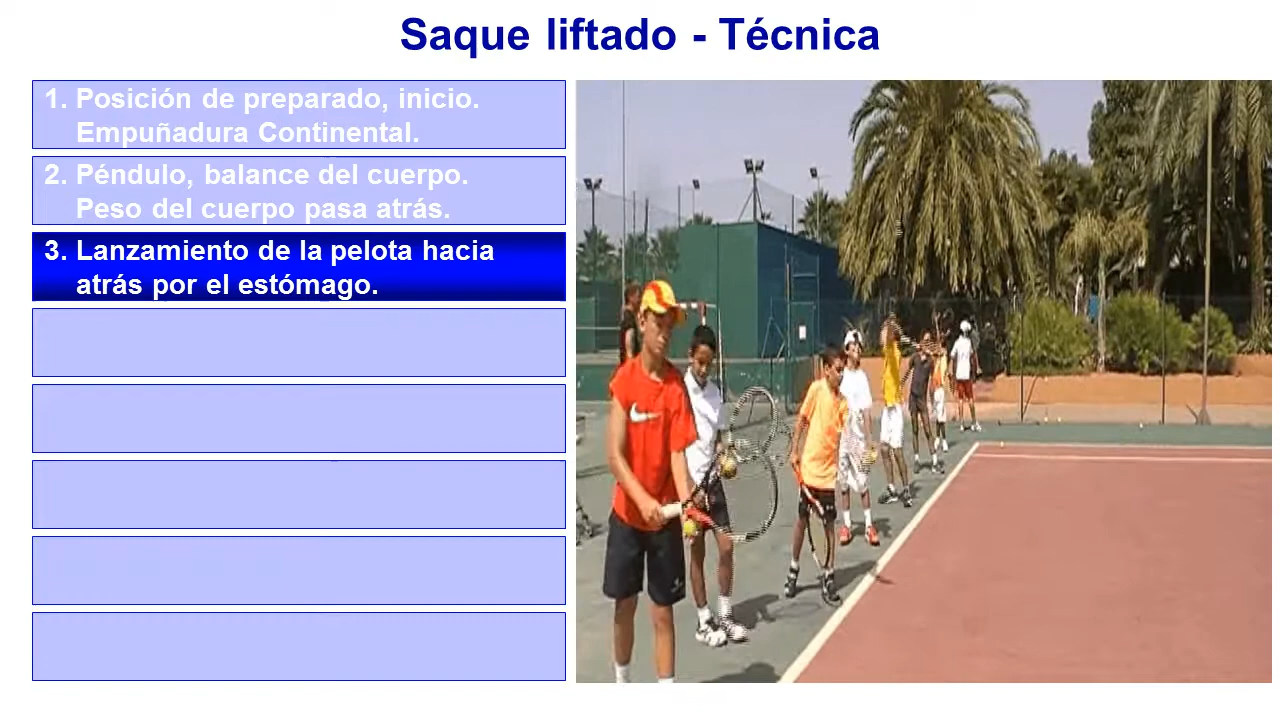 Saque liftado - Técnica
1. Posición de preparado, inicio.
Empuñadura Continental.
2. Péndulo, balance del cuerpo.
Peso del cuerpo pasa atrás.
3. Lanzamiento de la pelota hacia
atrás por el estómago.